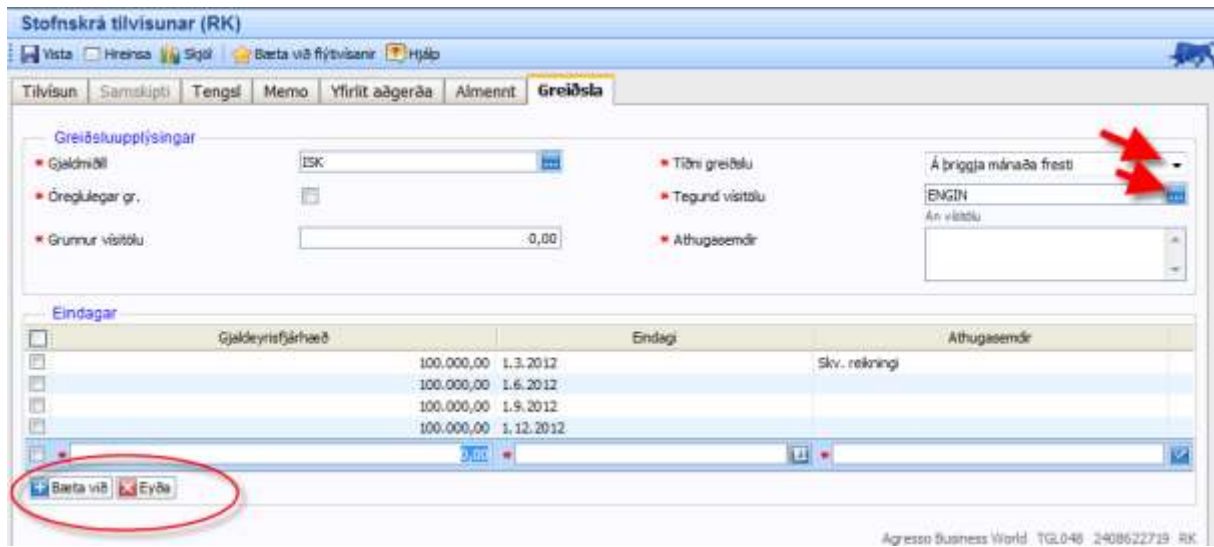 Stofnskrá tilvísunar (RK)
Vista Hreinsa Skjöl Bæta við flýtivísanir Hjálp
Tilvísun Samskipti Tengsl Memo Yfirlit aðgerða Almennt Greiðsla
Greiðsluupplýsingar
* Gjaldmiðill ISK * Tíðni greiðslu Á þriggja mánaða fresti
* Óreglulegar gr. * Tegund vísitölu ENGIN
Án vísitölu
* Grunnur vísitölu 0,00 * Athugasemdir
Eindagar
Gjaldeyrisfjárhæð Eindagi Athugasemdir
100.000,00 1.3.2012 Skv. reikningi
100.000,00 1.6.2012
100.000,00 1.9.2012
100.000,00 1.12.2012
* 0,00 * *
Bæta við Eyða
Agresso Business World TGL048 2408622719 RK